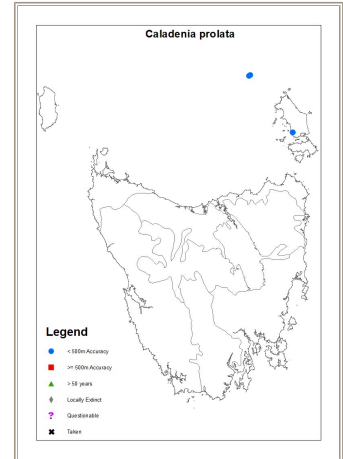 Caladenia prolata
Legend
< 500m Accuracy
>= 500m Accuracy
> 50 years
Locally Extinct
? Questionable
Taken